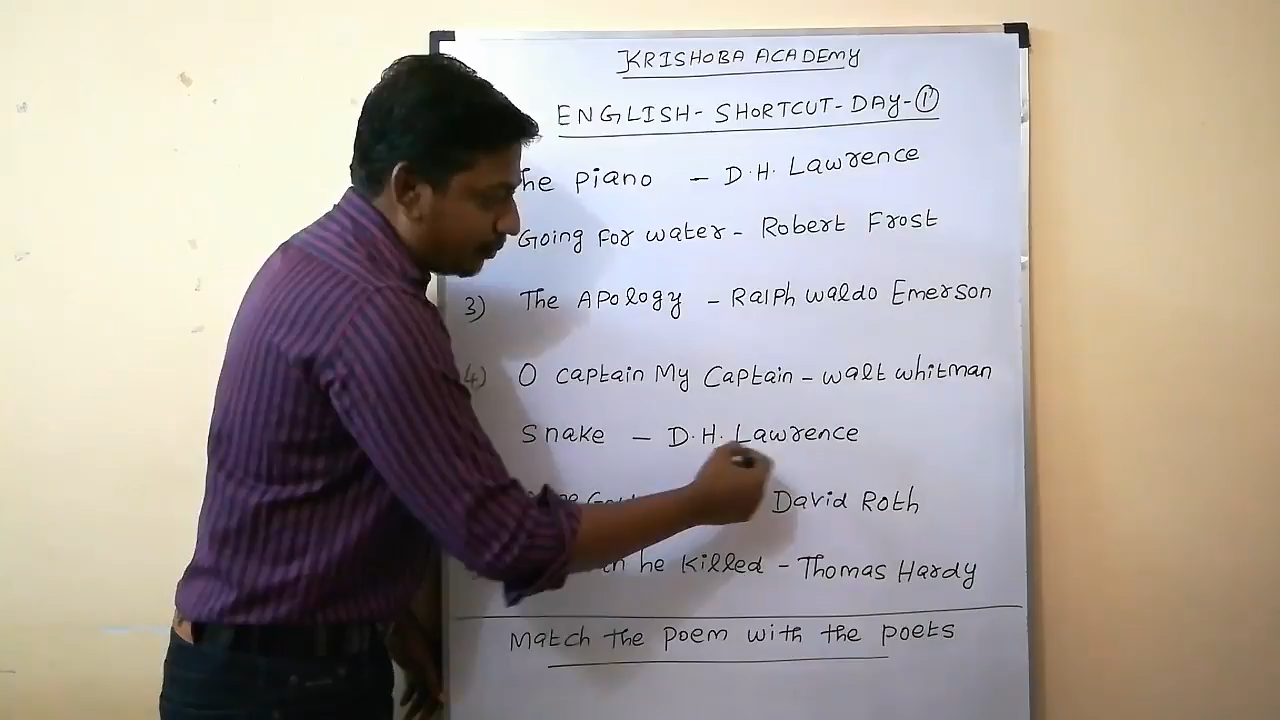 KRISHOBA ACADEMY
ENGLISH- SHORTCUT- DAY- 1
he Piano - D.H. Lawrence
Going For water - Robert Frost
3) The Apology - Ralph waldo Emerson
4) O captain My Captain - walt whitman
Snake - D.H. Lawrence
David Roth
he killed - Thomas Hardy
Match the poem with the poets